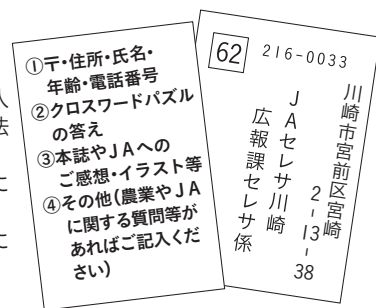 ①〒・住所・氏名・
年齢・電話番号
②クロスワードパズル
の答え
③本誌やJAへの
ご感想・イラスト等
④その他(農業やJA
に関する質問等が
あればご記入くだ
さい)
62
216-0033
川崎市宮前区宮崎
2-13-38
JAセレサ川崎
広報課セレサ係
法
に
に